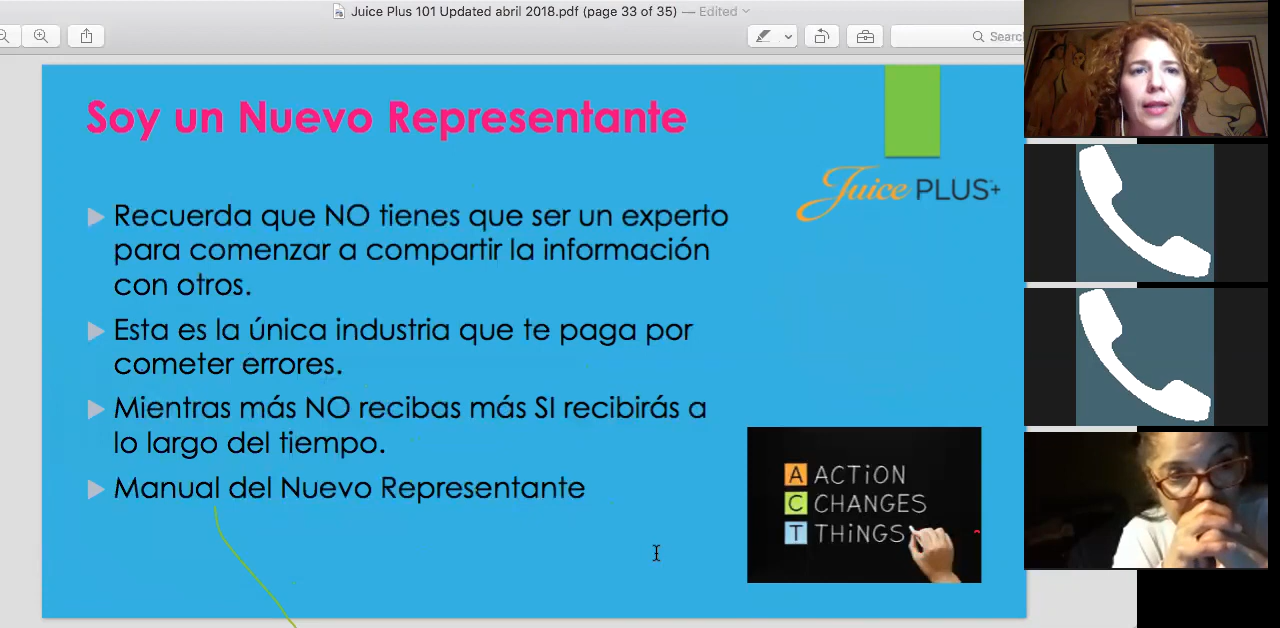 Juice Plus 101 Updated abril 2018.pdf (page 33 of 35) — Edited
Search
Soy un Nuevo Representante
Juice PLUS+
Recuerda que NO tienes que ser un experto
para comenzar a compartir la información
con otros.
Esta es la única industria que te paga por
cometer errores.
Mientras más NO recibas más SI recibirás a
lo largo del tiempo.
Manual del Nuevo Representante
A ACTiON
C CHANGES
T THiNGS